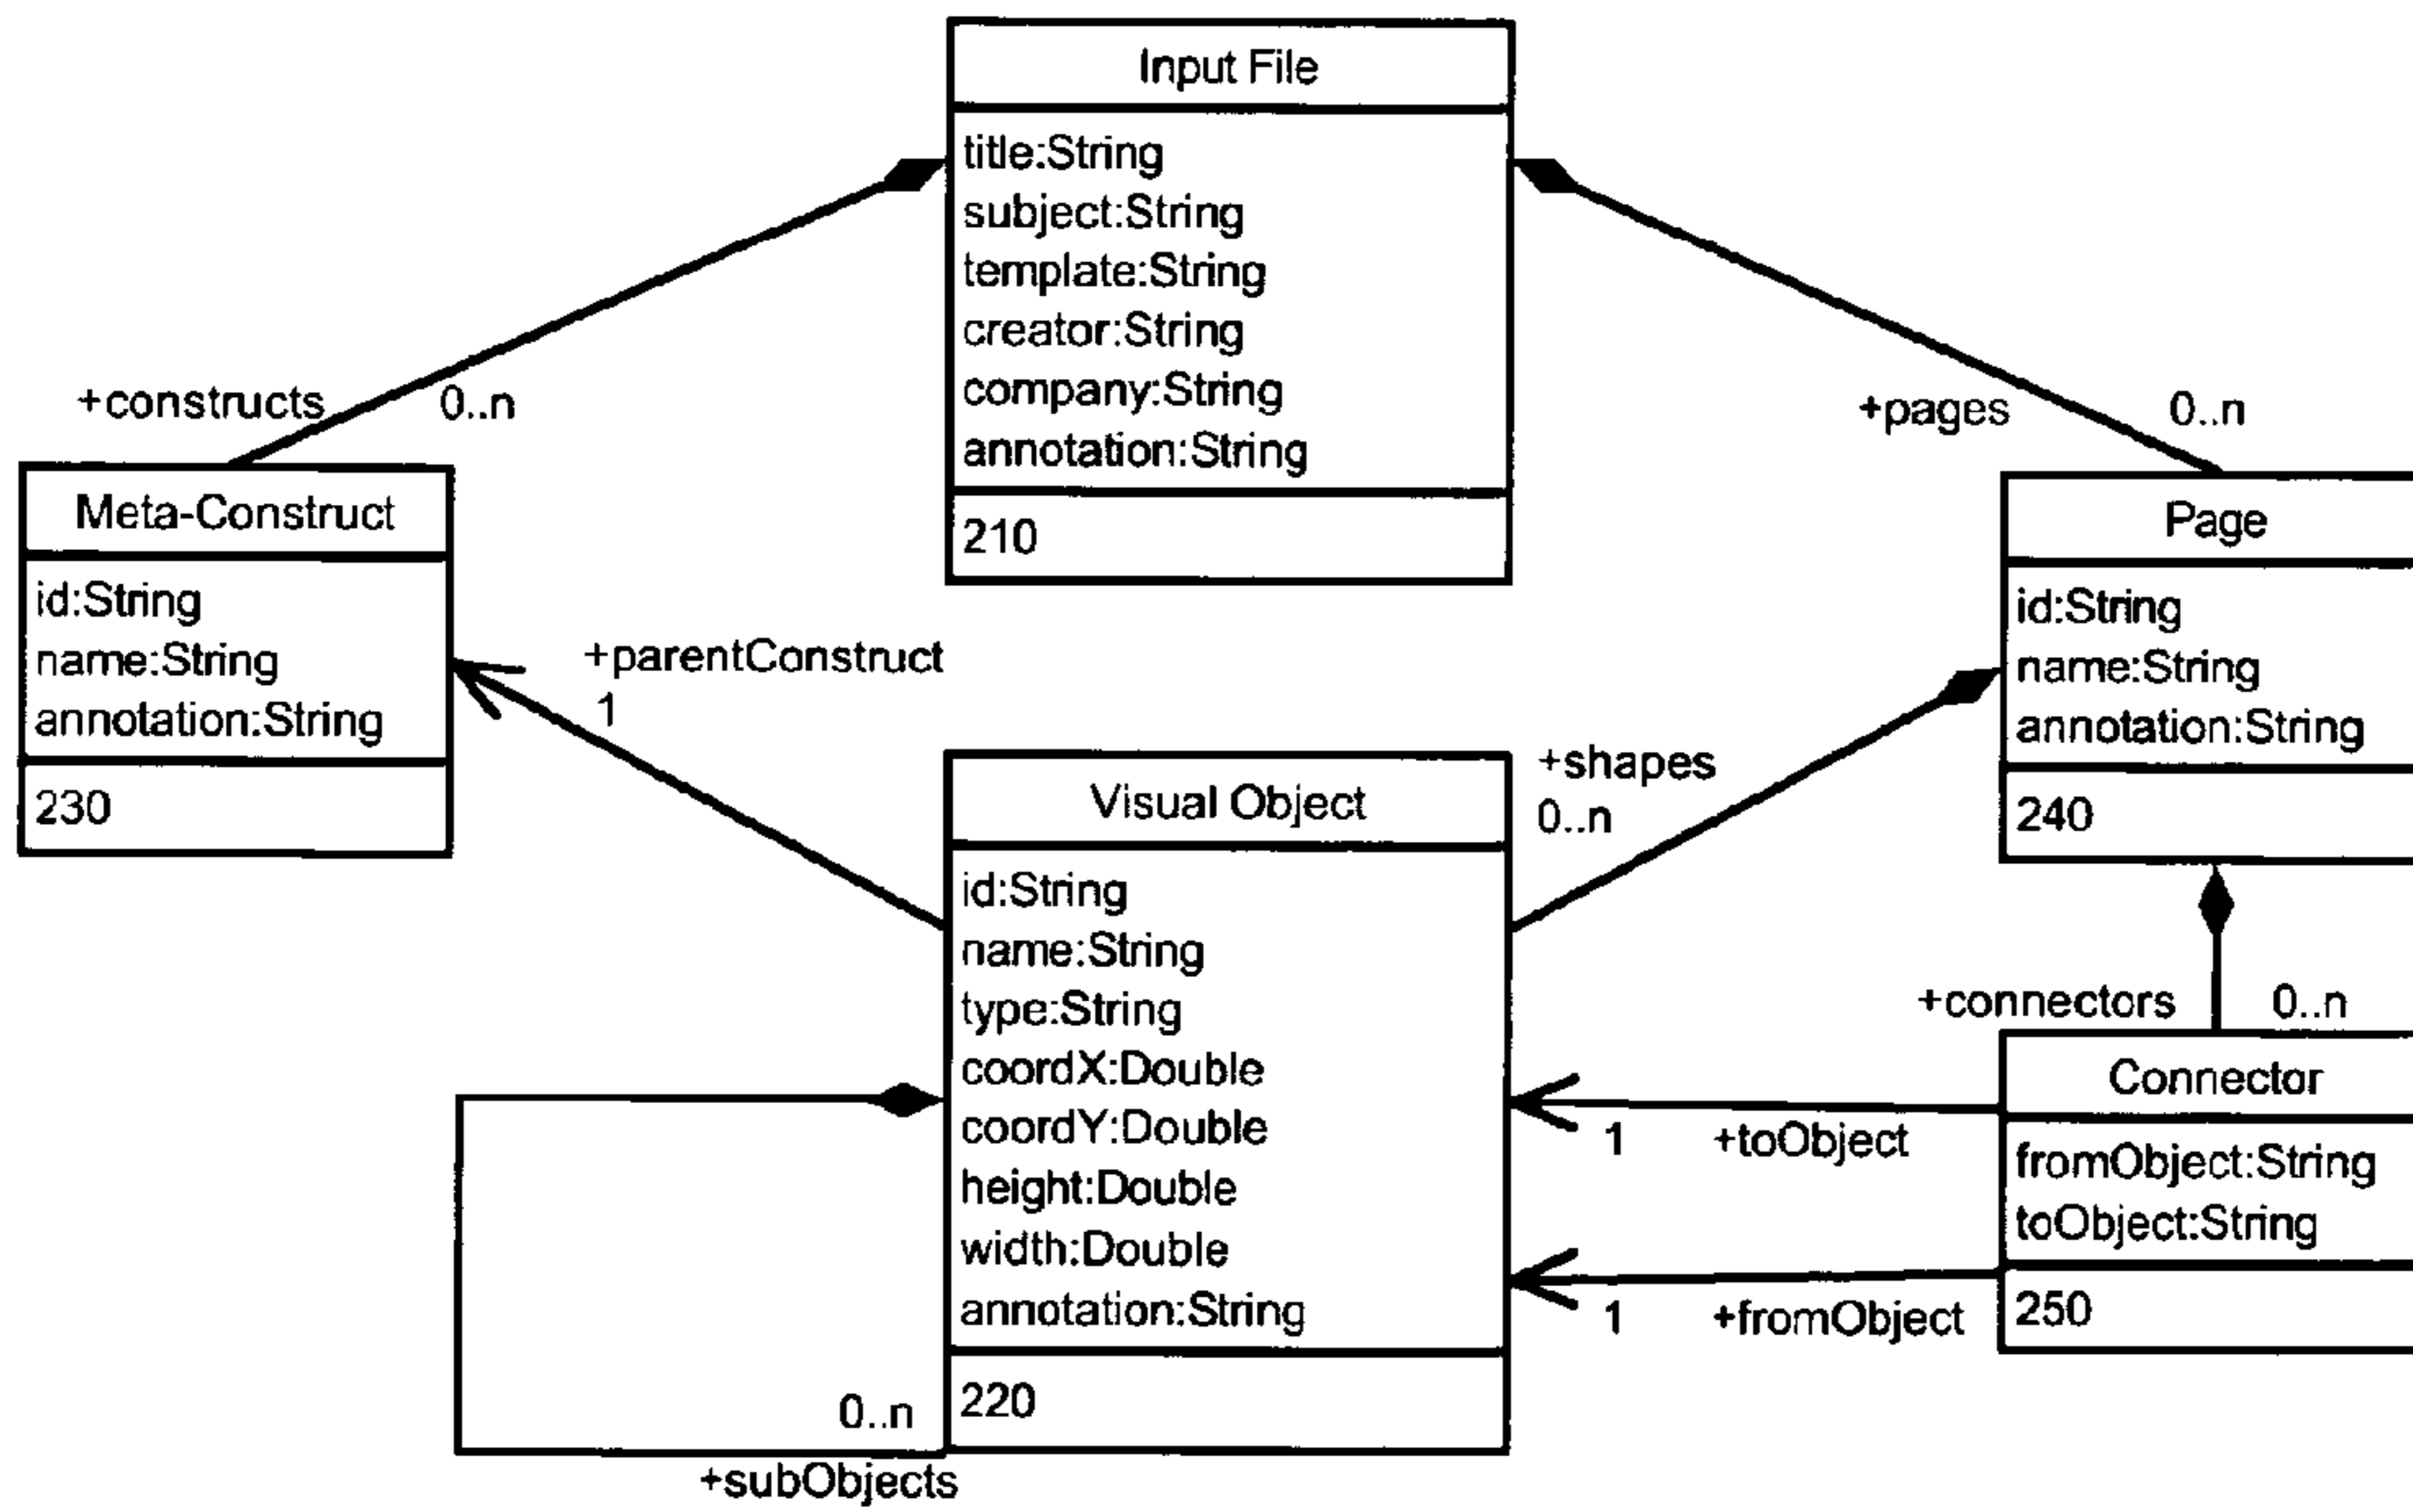 Input File
title:String
subject:String
template:String
creator:String
company:String
annotation:String
210
+constructs
0..n
+pages
0..n
Meta-Construct
id:String
name:String
annotation:String
230
Page
id:String
name:String
annotation:String
240
+parentConstruct
1
+shapes
0..n
Visual Object
id:String
name:String
type:String
coordX:Double
coordY:Double
height:Double
width:Double
annotation:String
220
+connectors
0..n
Connector
fromObject:String
toObject:String
250
1
+toObject
1
+fromObject
0..n
+subObjects